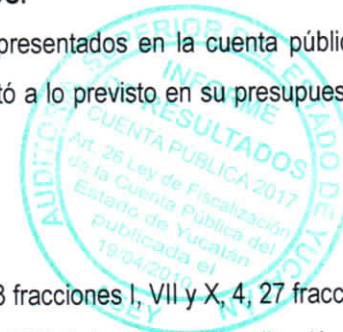 presentados en la cuenta públic
tó a lo previsto en su presupues
AUDITORÍA SUPERIOR DEL ESTADO DE YUCA
INFORME
DE RESULTADOS
CUENTA PÚBLICA 2017
Art. 26 Ley de Fiscalización
de la Cuenta Pública del
Estado de Yucatán
publicada el
19/04/2010
3 fracciones I, VII y X, 4, 27 fracc